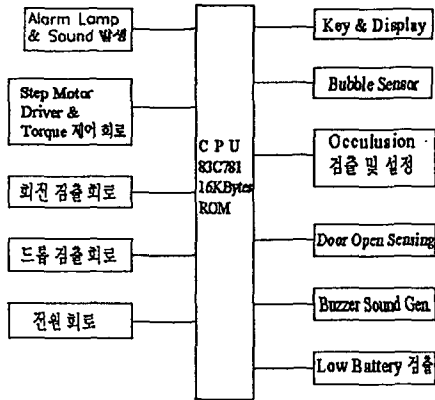 Alarm Lamp
& Sound 발생
Step Motor
Driver &
Torque 제어 회로
회전 검출 회로
드롭 검출 회로
전원 회로
C P U
83C781
16KBytes
ROM
Key & Display
Bubble Sensor
Occulusion
검출 및 설정
Door Open Sensing
Buzzer Sound Gen.
Low Battery 검출